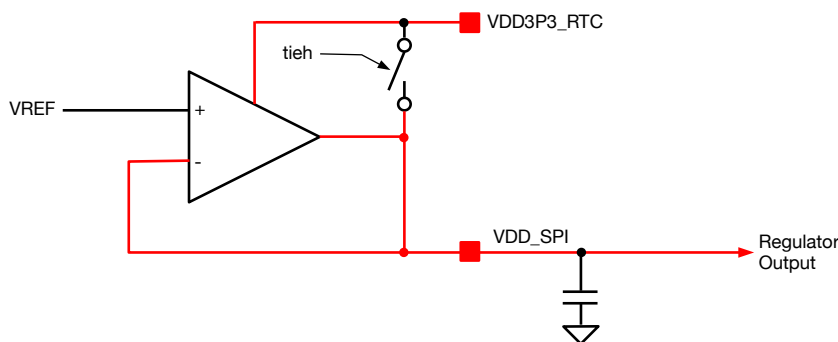 VDD3P3_RTC
tieh
VREF
+
-
VDD_SPI
Regulator
Output